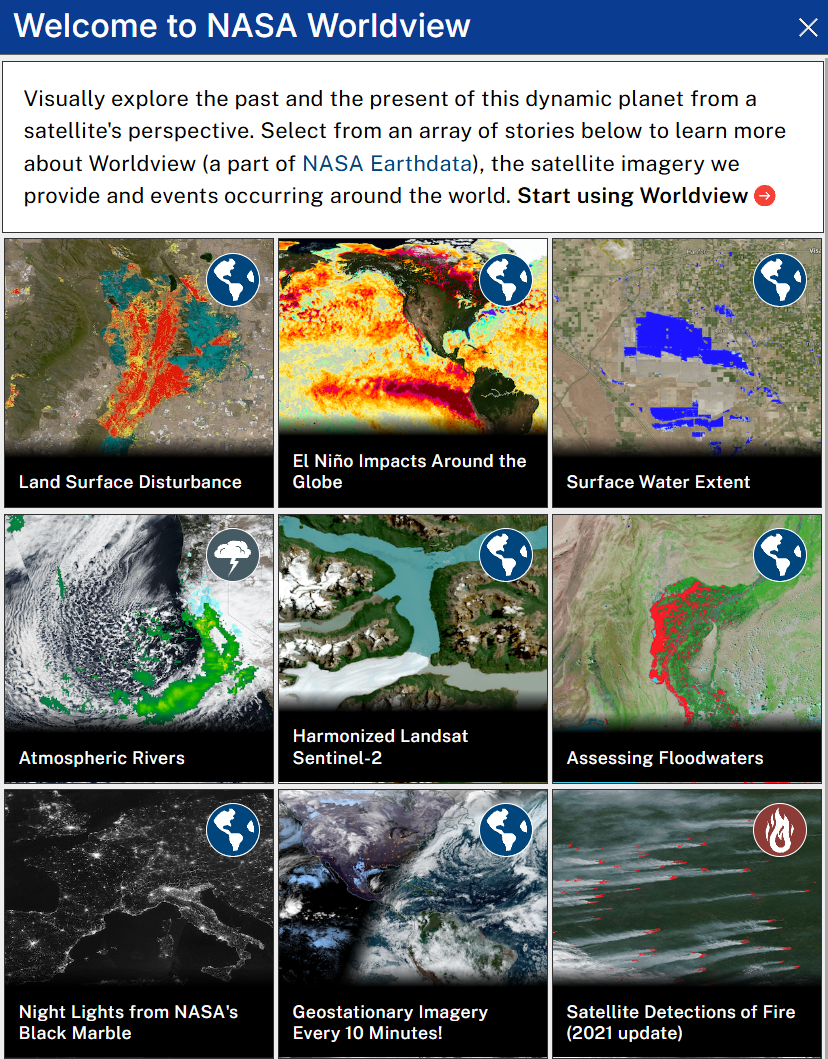 Welcome to NASA Worldview
Visually explore the past and the present of this dynamic planet from a
satellite's perspective. Select from an array of stories below to learn more
about Worldview (a part of NASA Earthdata), the satellite imagery we
provide and events occurring around the world. Start using Worldview
Land Surface Disturbance
El Niño Impacts Around the
Globe
Surface Water Extent
Atmospheric Rivers
Harmonized Landsat
Sentinel-2
Assessing Floodwaters
Night Lights from NASA's
Black Marble
Geostationary Imagery
Every 10 Minutes!
Satellite Detections of Fire
(2021 update)